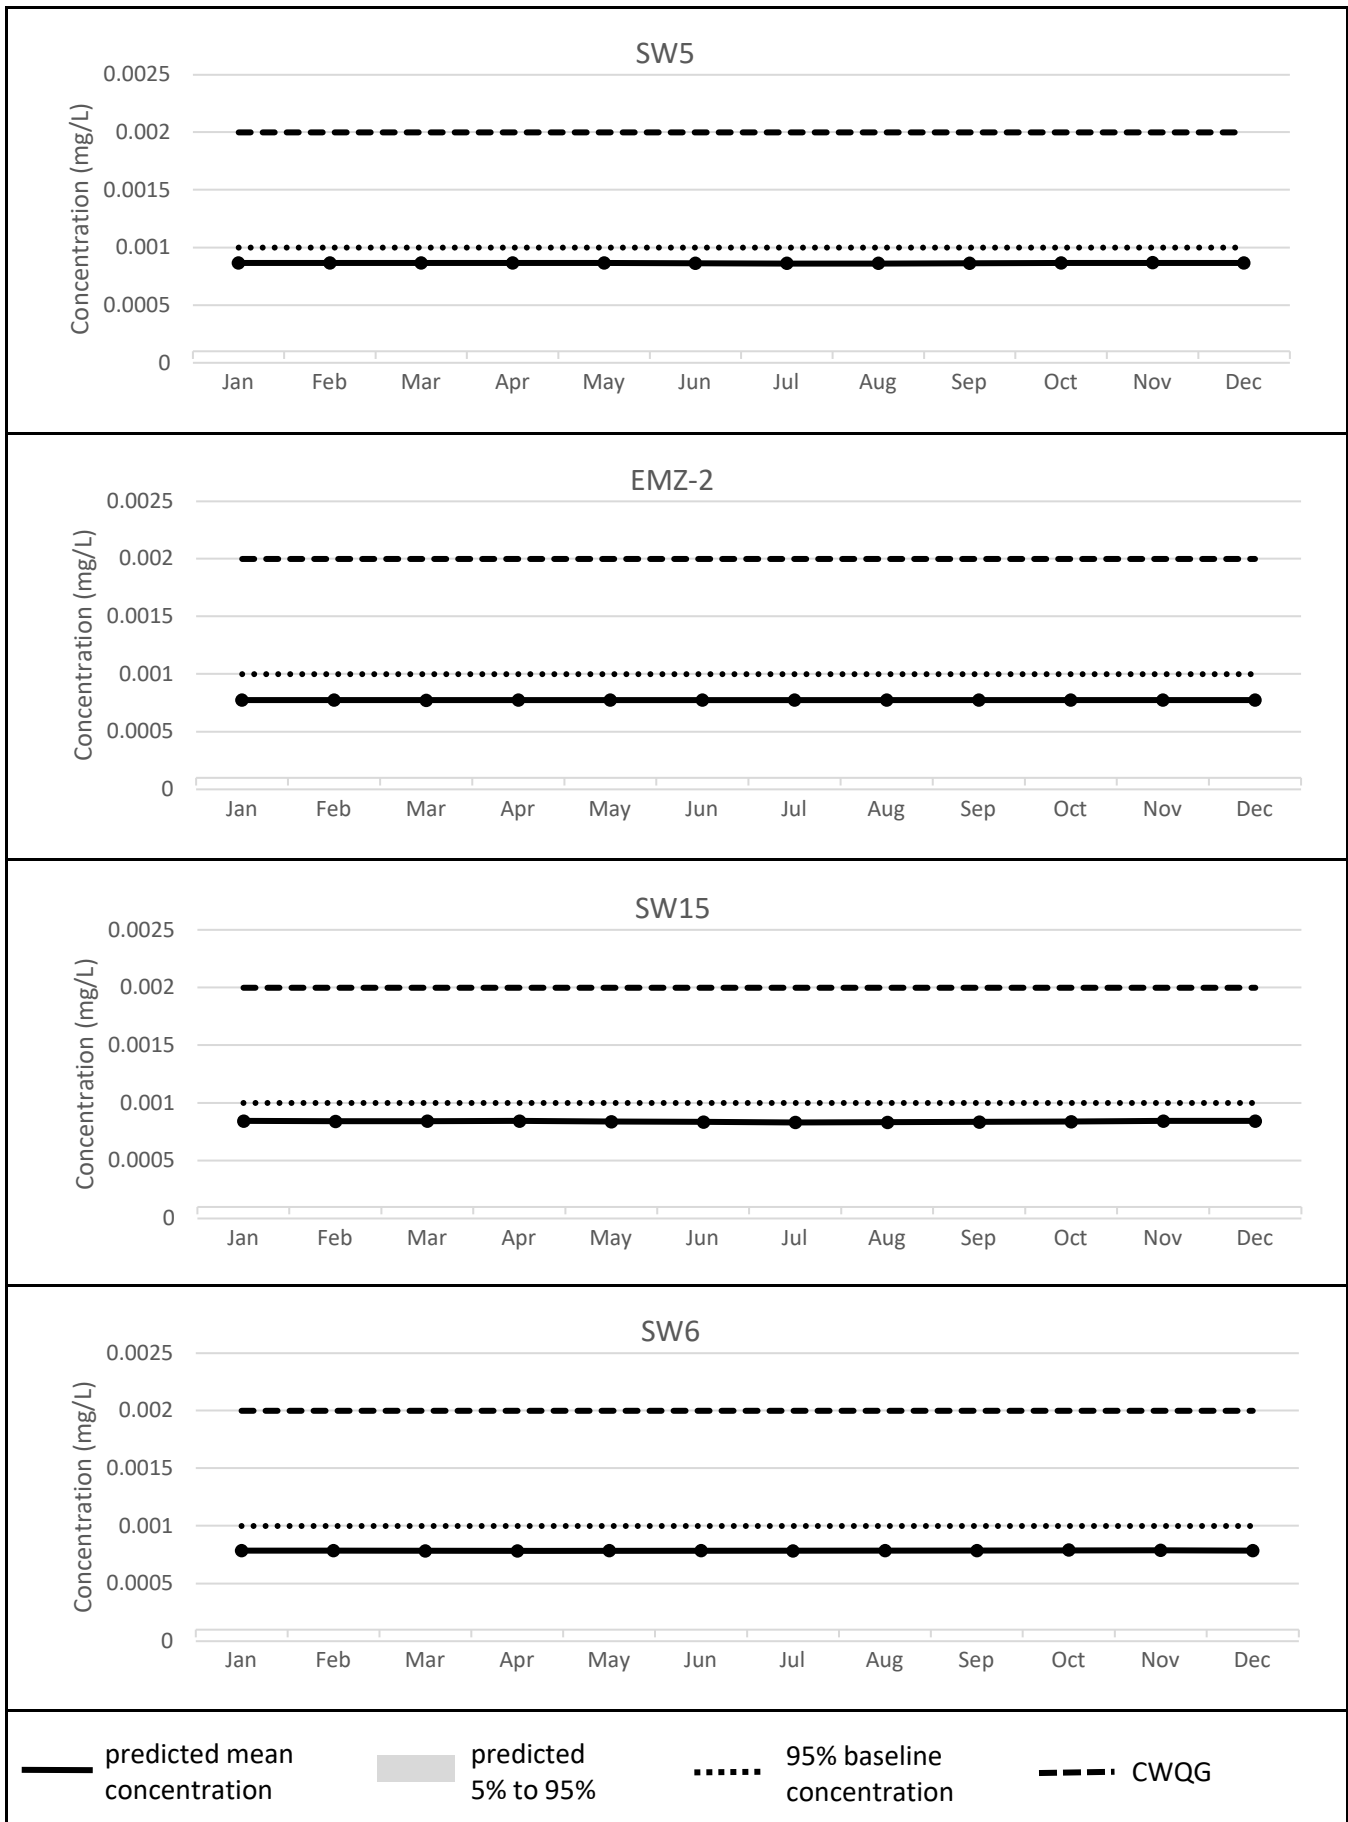 SW5
Concentration (mg/L)
0.0025
0.002
0.0015
0.001
0.0005
0
Jan Feb Mar Apr May Jun Jul Aug Sep Oct Nov Dec
EMZ-2
Concentration (mg/L)
0.0025
0.002
0.0015
0.001
0.0005
0
Jan Feb Mar Apr May Jun Jul Aug Sep Oct Nov Dec
SW15
Concentration (mg/L)
0.0025
0.002
0.0015
0.001
0.0005
0
Jan Feb Mar Apr May Jun Jul Aug Sep Oct Nov Dec
SW6
Concentration (mg/L)
0.0025
0.002
0.0015
0.001
0.0005
0
Jan Feb Mar Apr May Jun Jul Aug Sep Oct Nov Dec
predicted mean
concentration
predicted
5% to 95%
95% baseline
concentration
CWQG